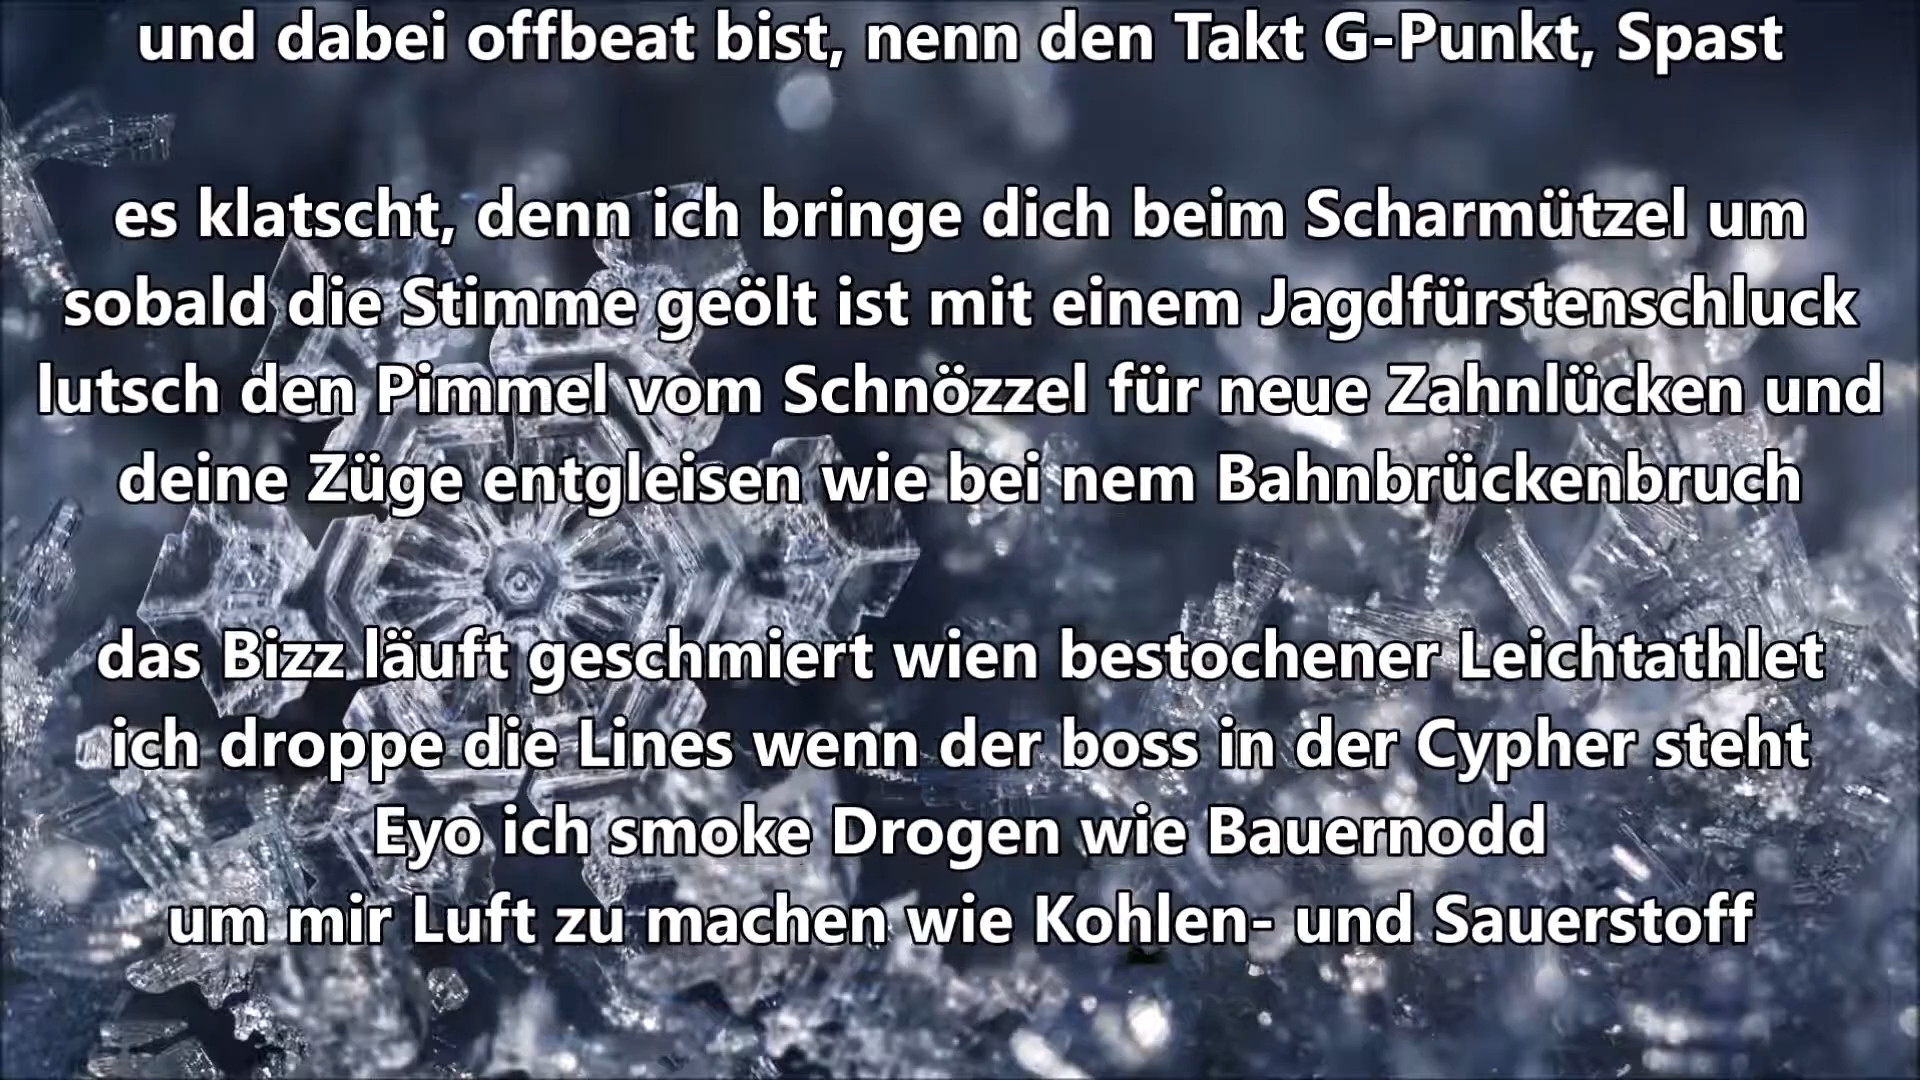 und dabei offbeat bist, nenn den Takt G-Punkt, Spast
es klatscht, denn ich bringe dich beim Scharmützel um
sobald die Stimme geölt ist mit einem Jagdfürstenschluck
lutsch den Pimmel vom Schnözzel für neue Zahnlücken und
deine Züge entgleisen wie bei nem Bahnbrückenbruch
das Bizz läuft geschmiert wien bestochener Leichtathlet
ich droppe die Lines wenn der boss in der Cypher steht
Eyo ich smoke Drogen wie Bauernodd
um mir Luft zu machen wie Kohlen- und Sauerstoff